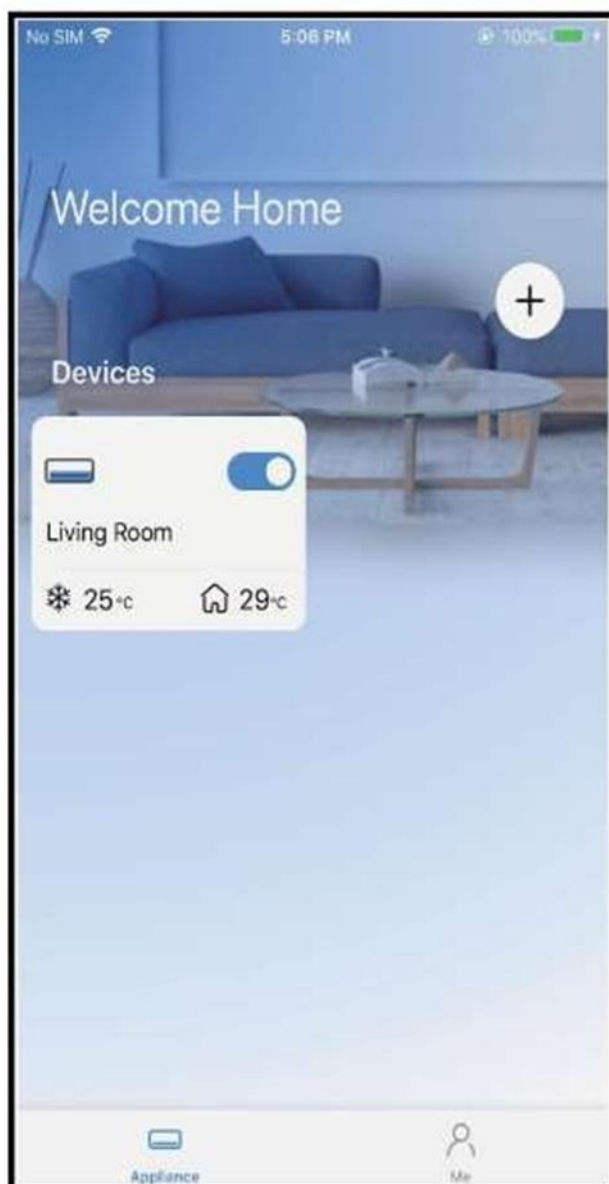 No SIM 5:06 PM 100%
Welcome Home
+
Devices
Living Room
25°C 29°C
Appliance Me